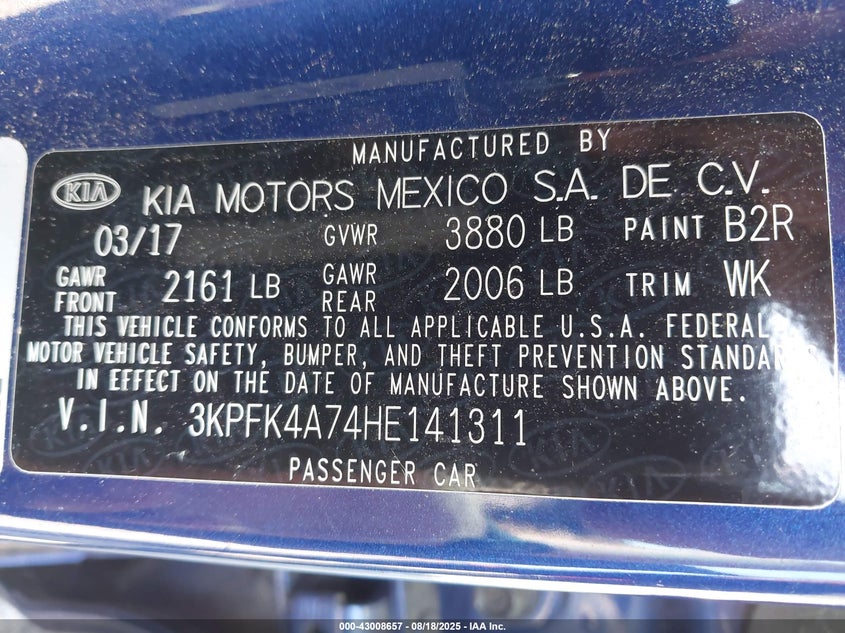 MANUFACTURED BY
KIA KIA MOTORS MEXICO S.A. DE C.V.
03/17 GVWR 3880 LB PAINT B2R
GAWR FRONT 2161 LB GAWR REAR 2006 LB TRIM WK
THIS VEHICLE CONFORMS TO ALL APPLICABLE U.S.A. FEDERAL
MOTOR VEHICLE SAFETY, BUMPER, AND THEFT PREVENTION STANDARDS
IN EFFECT ON THE DATE OF MANUFACTURE SHOWN ABOVE.
V.I.N. 3KPFK4A74HE141311
PASSENGER CAR
000-43008657 - 08/18/2025 - IAA Inc.